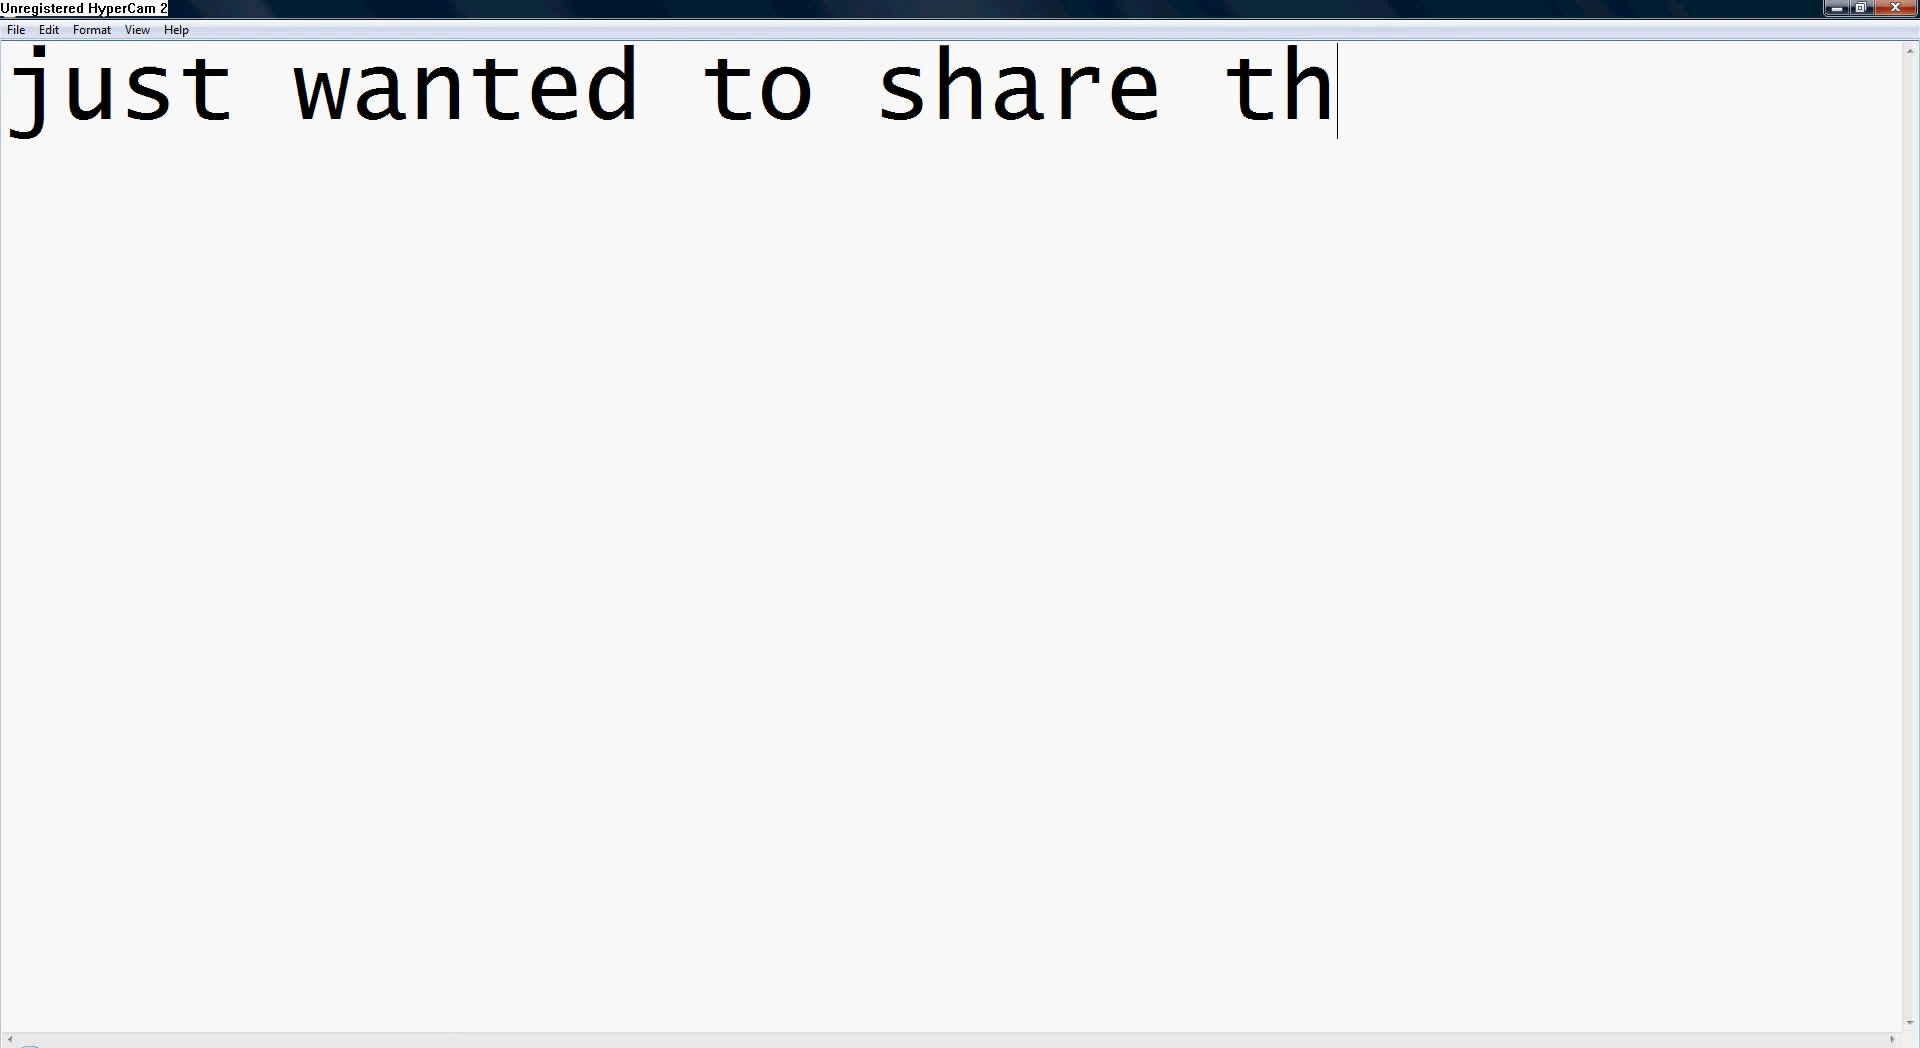 Unregistered HyperCam 2
File Edit Format View Help
just wanted to share th